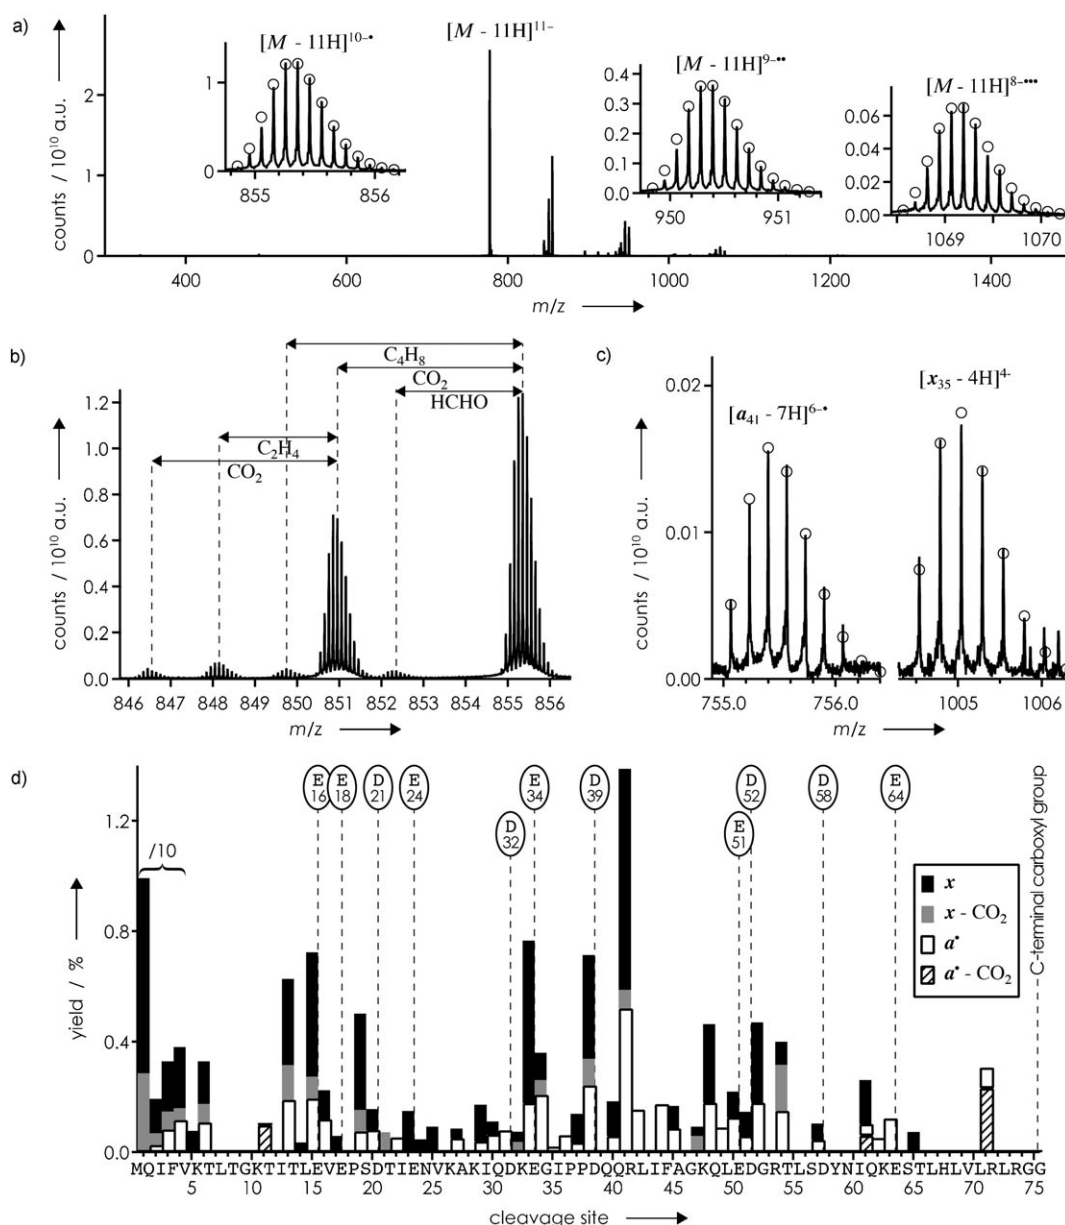 a)
[M - 11H]10-•
[M - 11H]11-
[M - 11H]9-••
[M - 11H]8-•••
counts / 10¹⁰ a.u.
2
1
0
1
0
855 856
0.4
0.3
0.2
0.1
0.0
950 951
0.06
0.04
0.02
0.00
1069 1070
400 600 800 1000 1200 1400
m/z
b)
C₄H₈
CO₂
HCHO
C₂H₄
CO₂
counts / 10¹⁰ a.u.
1.2
1.0
0.8
0.6
0.4
0.2
0.0
846 847 848 849 850 851 852 853 854 855 856
m/z
c)
[a₄₁ - 7H]6-•
[x₃₅ - 4H]4-
counts / 10¹⁰ a.u.
0.02
0.01
0.00
755.0 756.0 1005 1006
m/z
d)
E 16
E 18
D 21
E 24
D 32
E 34
D 39
E 51
D 52
D 58
E 64
C-terminal carboxyl group
/10
x
x - CO₂
a•
a• - CO₂
yield / %
1.2
0.8
0.4
0.0
MQIFVKTLTGKTITLEVEPSDTIENVKAKIQDKEGIPPDQQRLIFAGKQLEDGRTLSDYNIQKESTLHLVLRLRGG
5 10 15 20 25 30 35 40 45 50 55 60 65 70 75
cleavage site